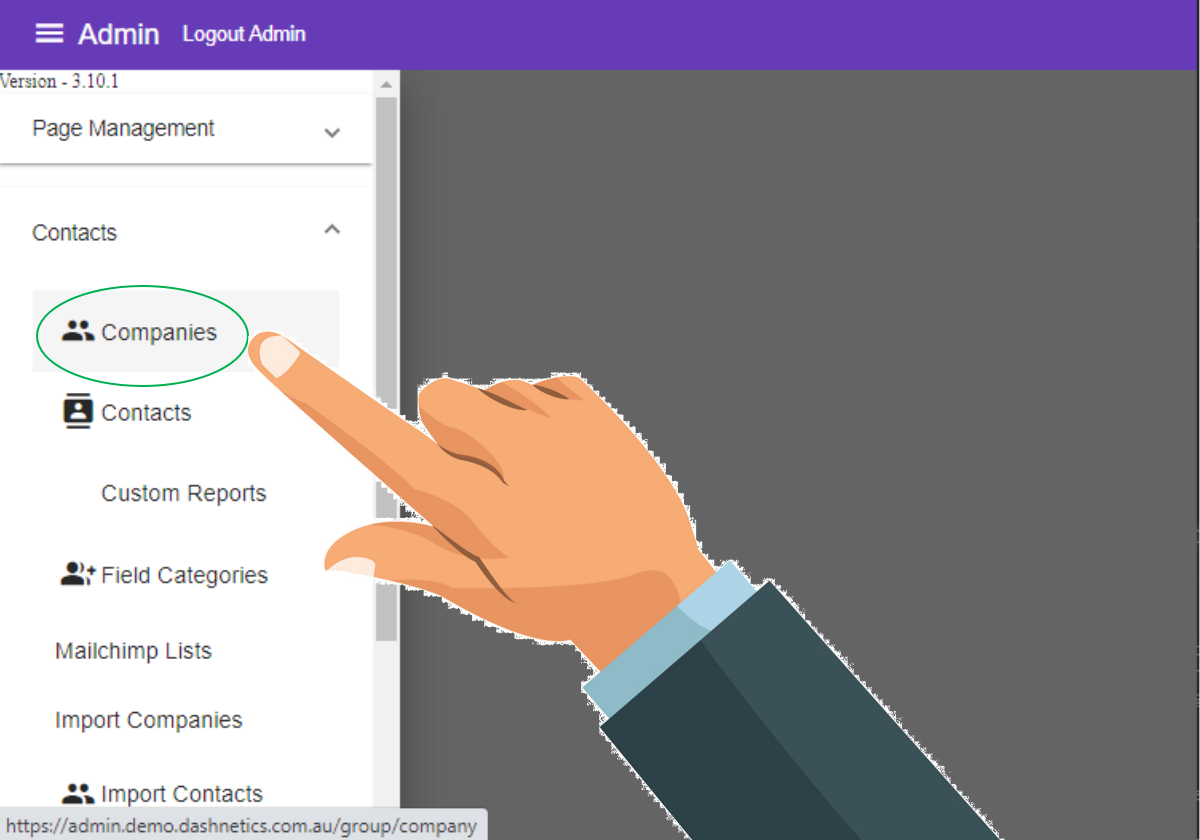 Admin Logout Admin
Version - 3.10.1
Page Management
Contacts
Companies
Contacts
Custom Reports
Field Categories
Mailchimp Lists
Import Companies
Import Contacts
https://admin.demo.dashnetics.com.au/group/company